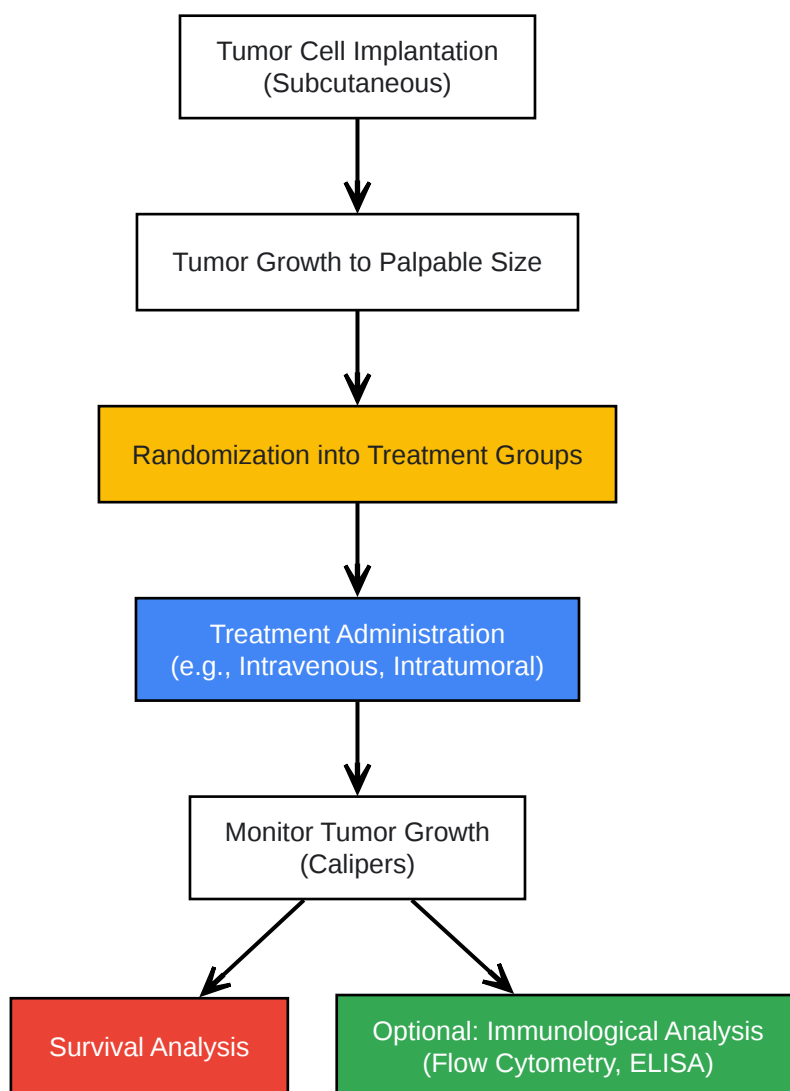 Tumor Cell Implantation
(Subcutaneous)
Tumor Growth to Palpable Size
Randomization into Treatment Groups
Treatment Administration
(e.g., Intravenous, Intratumoral)
Monitor Tumor Growth
(Calipers)
Survival Analysis
Optional: Immunological Analysis
(Flow Cytometry, ELISA)